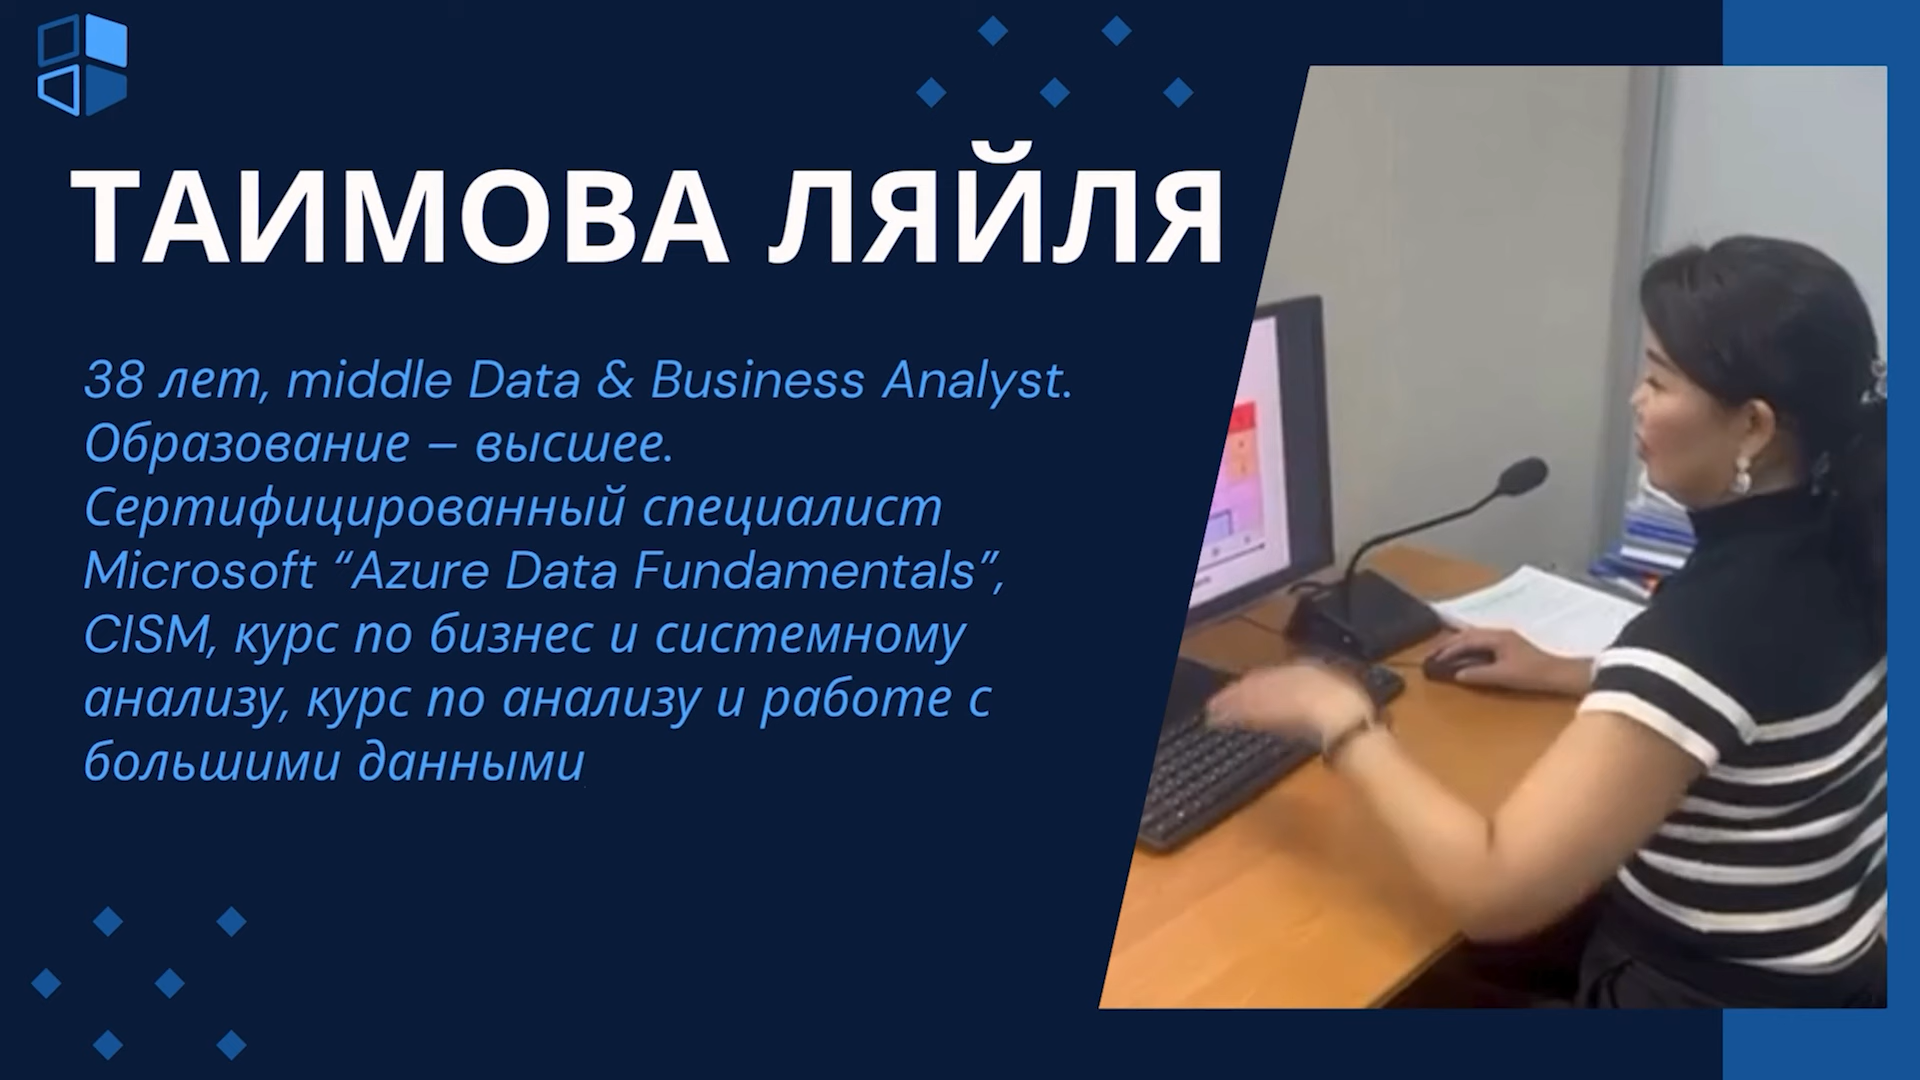 ТАИМОВА ЛЯЙЛЯ
38 лет, middle Data & Business Analyst.
Образование – высшее.
Сертифицированный специалист
Microsoft “Azure Data Fundamentals”,
CISM, курс по бизнес и системному
анализу, курс по анализу и работе с
большими данными